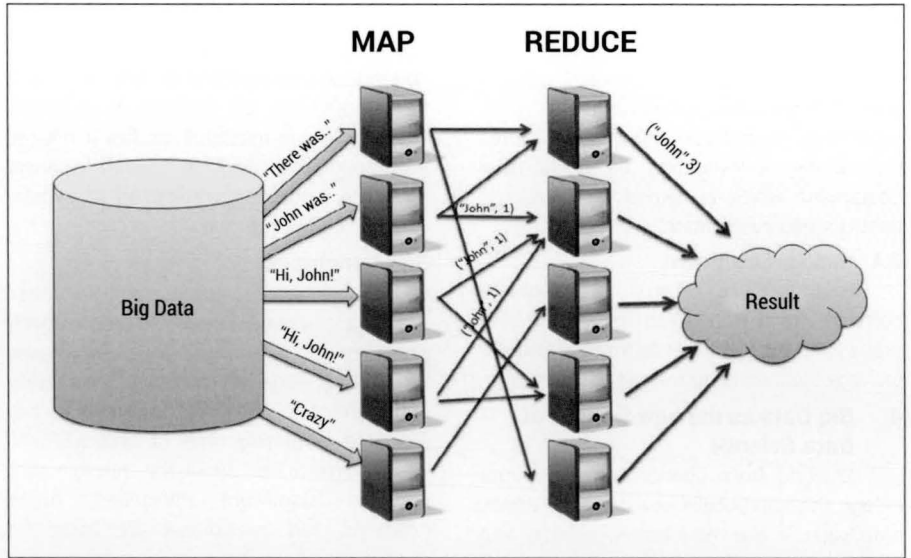 MAP
REDUCE
"There was.."
"John was.."
"Hi, John!"
"Hi, John!"
"Crazy"
Big Data
("John", 1)
("John", 1)
("John", 1)
("John",3)
Result